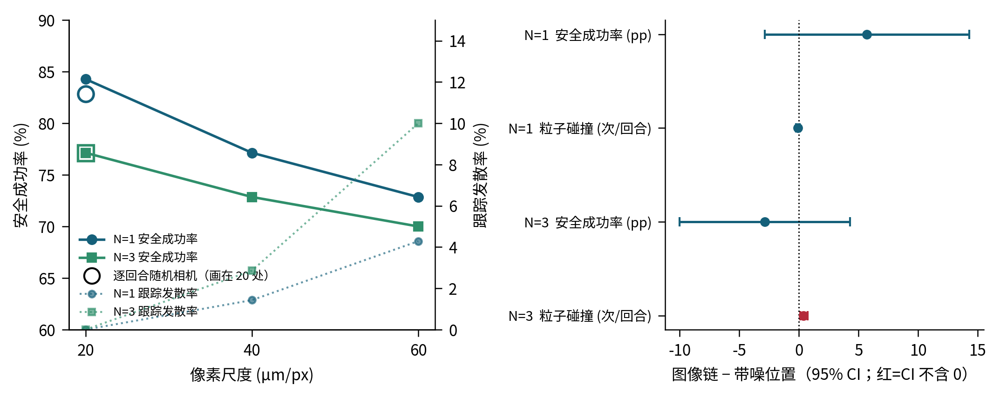 90
85
80
75
70
65
60
安全成功率 (%)
20
40
60
像素尺度 (μm/px)
14
12
10
8
6
4
2
0
跟踪发散率 (%)
N=1 安全成功率
N=3 安全成功率
逐回合随机相机（画在 20 处）
N=1 跟踪发散率
N=3 跟踪发散率
N=1 安全成功率 (pp)
N=1 粒子碰撞 (次/回合)
N=3 安全成功率 (pp)
N=3 粒子碰撞 (次/回合)
-10
-5
0
5
10
15
图像链 − 带噪位置（95% CI；红=CI 不含 0）